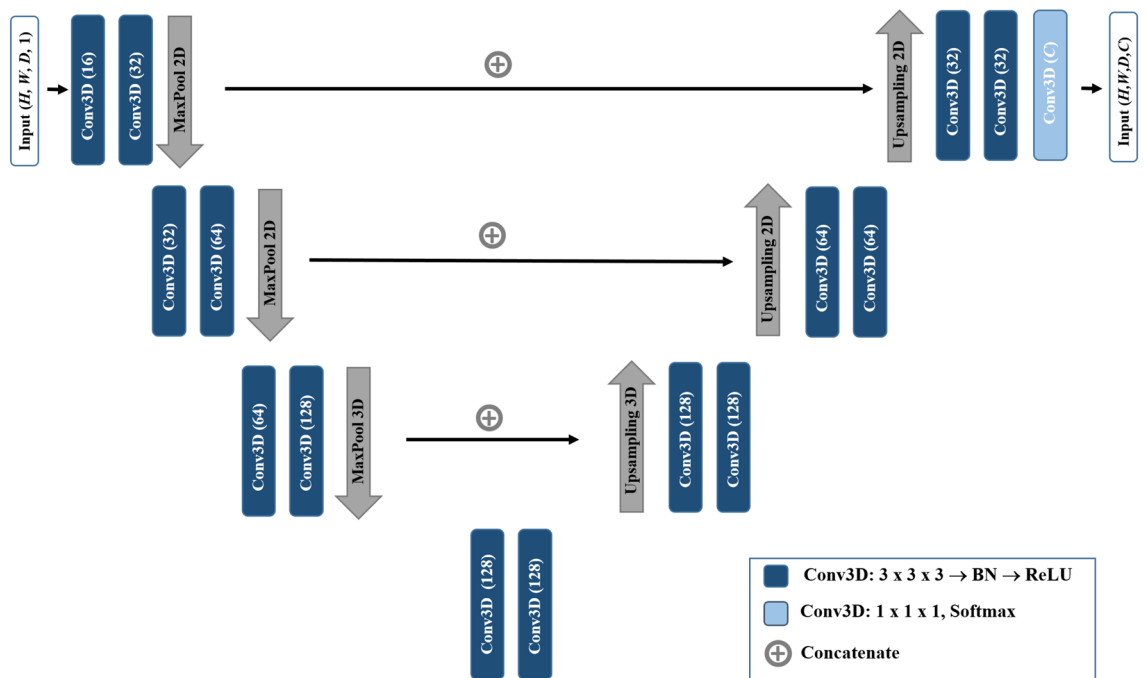 Input (H, W, D, 1)
Conv3D (16)
Conv3D (32)
MaxPool 2D
Upsampling 2D
Conv3D (32)
Conv3D (32)
Conv3D (C)
Input (H,W,D,C)
Conv3D (32)
Conv3D (64)
MaxPool 2D
Upsampling 2D
Conv3D (64)
Conv3D (64)
Conv3D (64)
Conv3D (128)
MaxPool 3D
Upsampling 3D
Conv3D (128)
Conv3D (128)
Conv3D (128)
Conv3D (128)
Conv3D: 3 x 3 x 3 → BN → ReLU
Conv3D: 1 x 1 x 1, Softmax
Concatenate